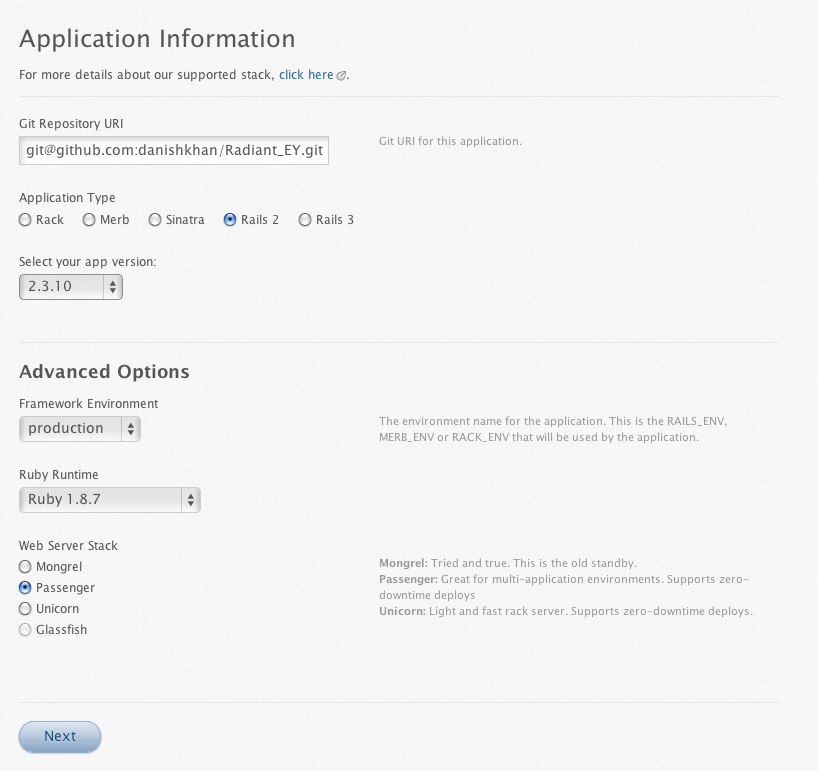 Application Information
For more details about our supported stack, click here.
Git Repository URI
git@github.com:danishkhan/Radiant_EY.git
Git URI for this application.
Application Type
Rack Merb Sinatra Rails 2 Rails 3
Select your app version:
2.3.10
Advanced Options
Framework Environment
production
The environment name for the application. This is the RAILS_ENV,
MERB_ENV or RACK_ENV that will be used by the application.
Ruby Runtime
Ruby 1.8.7
Web Server Stack
Mongrel
Passenger
Unicorn
Glassfish
Mongrel: Tried and true. This is the old standby.
Passenger: Great for multi-application environments. Supports zero-
downtime deploys
Unicorn: Light and fast rack server. Supports zero-downtime deploys.
Next